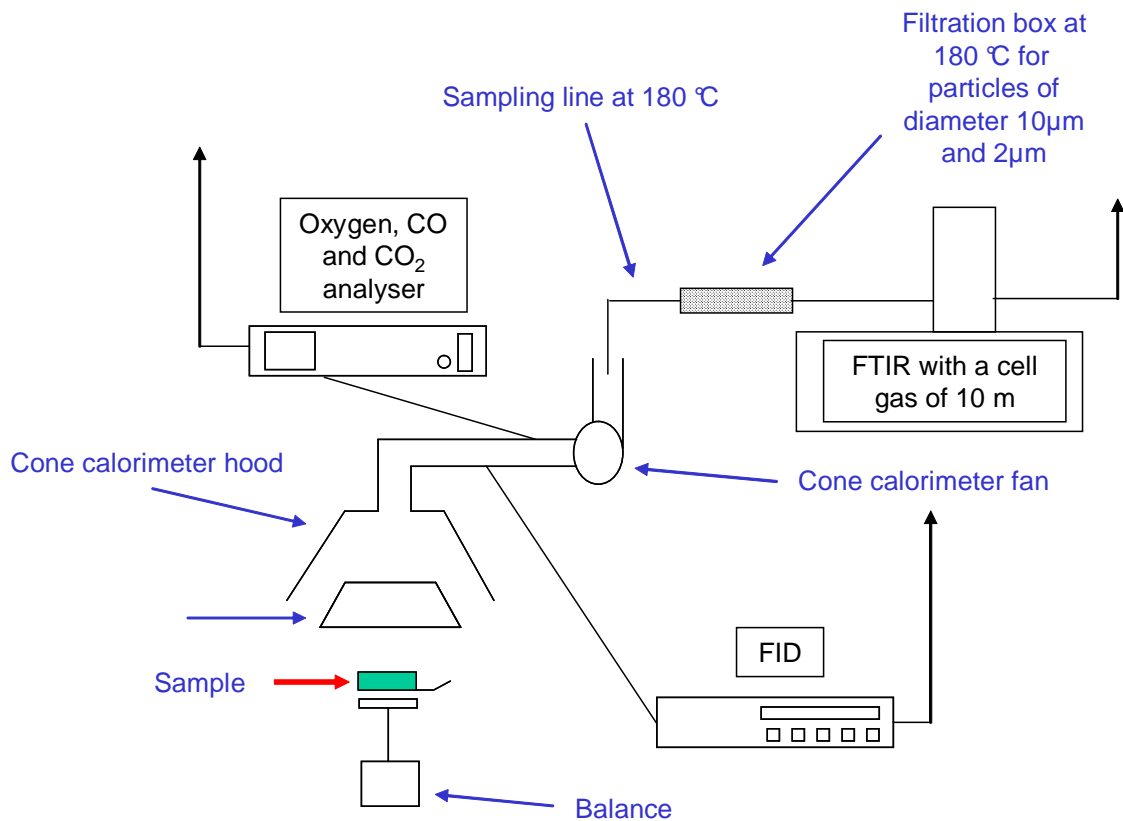 Filtration box at
180 °C for
particles of
diameter 10µm
and 2µm
Sampling line at 180 °C
Oxygen, CO
and CO₂
analyser
FTIR with a cell
gas of 10 m
Cone calorimeter hood
Cone calorimeter fan
FID
Sample
Balance